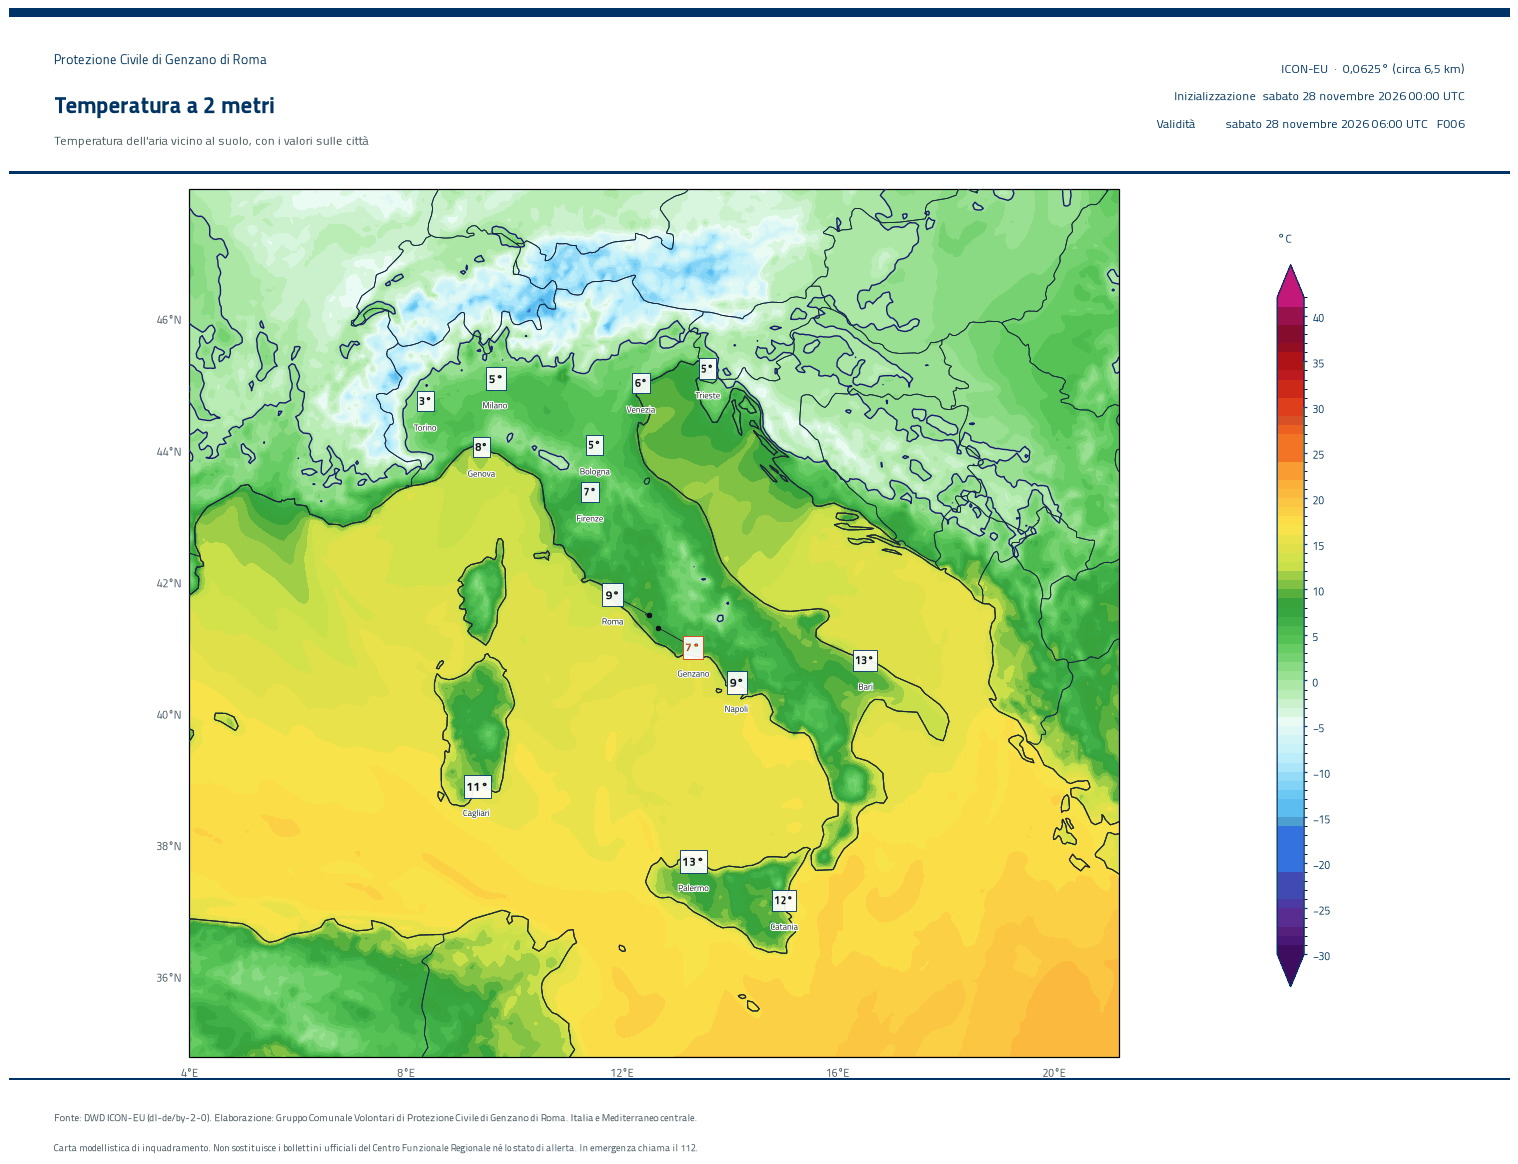 Protezione Civile di Genzano di Roma
Temperatura a 2 metri
Temperatura dell'aria vicino al suolo, con i valori sulle città
ICON-EU · 0,0625° (circa 6,5 km)
Inizializzazione sabato 28 novembre 2026 00:00 UTC
Validità sabato 28 novembre 2026 06:00 UTC F006
°C
40
35
30
25
20
15
10
5
0
−5
−10
−15
−20
−25
−30
46°N
44°N
42°N
40°N
38°N
36°N
4°E
8°E
12°E
16°E
20°E
3°
Torino
5°
Milano
6°
Venezia
5°
Trieste
8°
Genova
5°
Bologna
7°
Firenze
9°
Roma
7°
Genzano
9°
Napoli
13°
Bari
11°
Cagliari
13°
Palermo
12°
Catania
Fonte: DWD ICON-EU (dl-de/by-2-0). Elaborazione: Gruppo Comunale Volontari di Protezione Civile di Genzano di Roma. Italia e Mediterraneo centrale.
Carta modellistica di inquadramento. Non sostituisce i bollettini ufficiali del Centro Funzionale Regionale né lo stato di allerta. In emergenza chiama il 112.